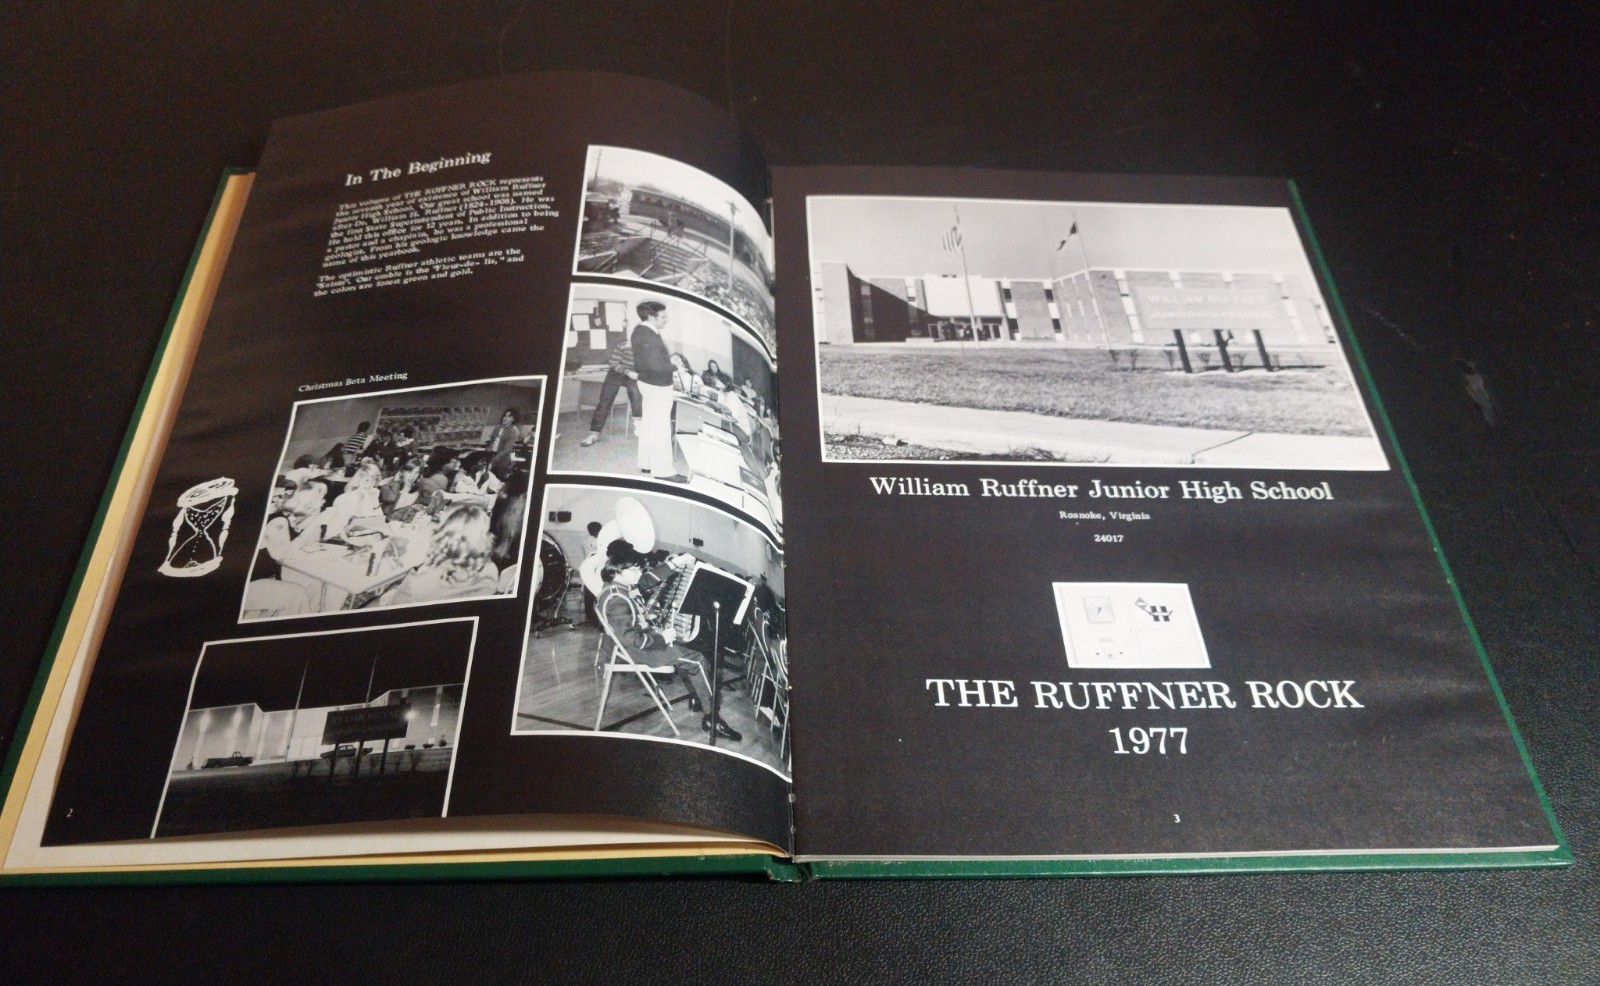 In The Beginning
This volume of THE RUFFNER ROCK represents
the seventh year of existence of William Ruffner
Junior High School. Our great school was named
after Dr. William H. Ruffner (1824-1908). He was
the first State Superintendent of Public Instruction.
He held this office for 12 years. In addition to being
a pastor and a chaplain, he was a professional
geologist. From his geologic knowledge came the
name of this yearbook.
The optimistic Ruffner athletic teams are the
"Saints". Our emble is the "Fleur-de-lis," and
the colors are forest green and gold.
Christmas Beta Meeting
2
WILLIAM RUFFNER
JUNIOR HIGH SCHOOL
William Ruffner Junior High School
Roanoke, Virginia
24017
THE RUFFNER ROCK
1977
3